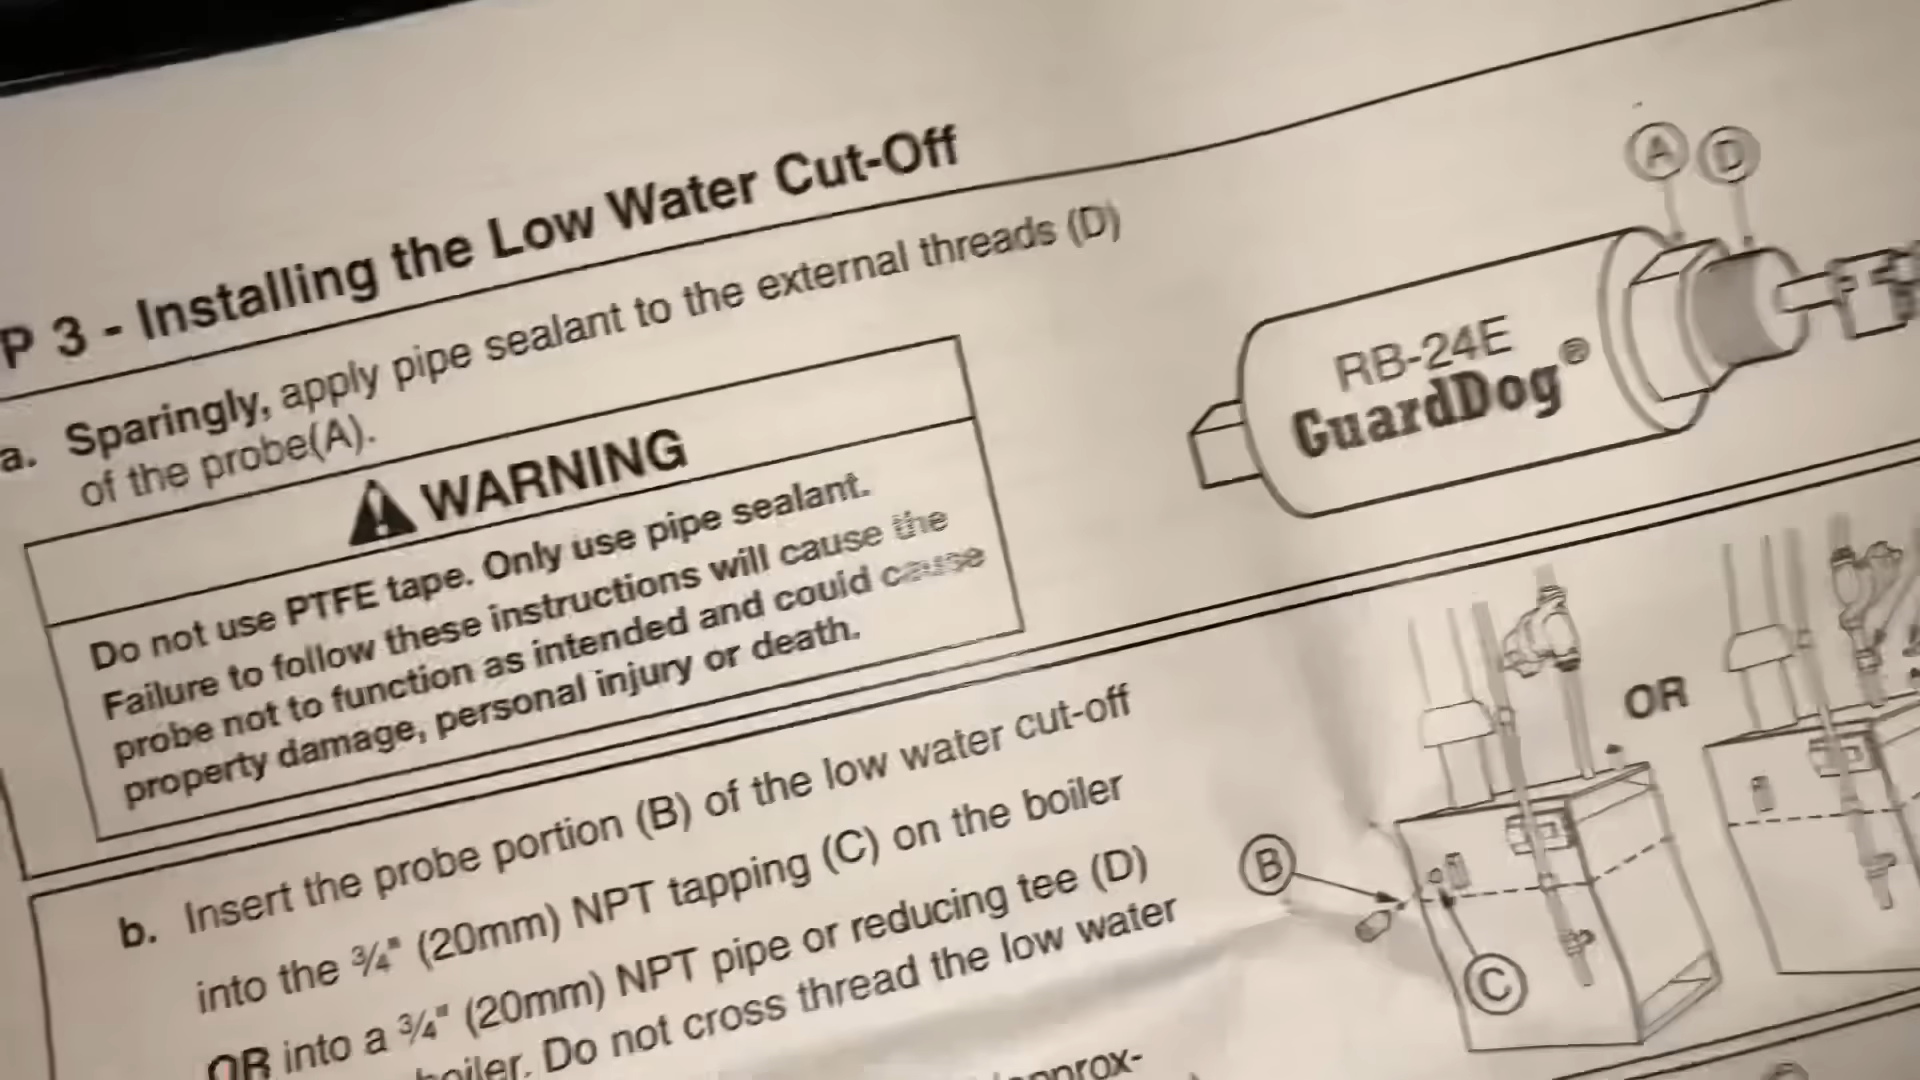 P 3 - Installing the Low Water Cut-Off
a. Sparingly, apply pipe sealant to the external threads (D)
of the probe(A).
WARNING
Do not use PTFE tape. Only use pipe sealant.
Failure to follow these instructions will cause the
probe not to function as intended and could cause
property damage, personal injury or death.
b. Insert the probe portion (B) of the low water cut-off
into the ¾" (20mm) NPT tapping (C) on the boiler
OR into a ¾" (20mm) NPT pipe or reducing tee (D)
boiler. Do not cross thread the low water
approx-
A D
RB-24E
GuardDog®
OR
B
C